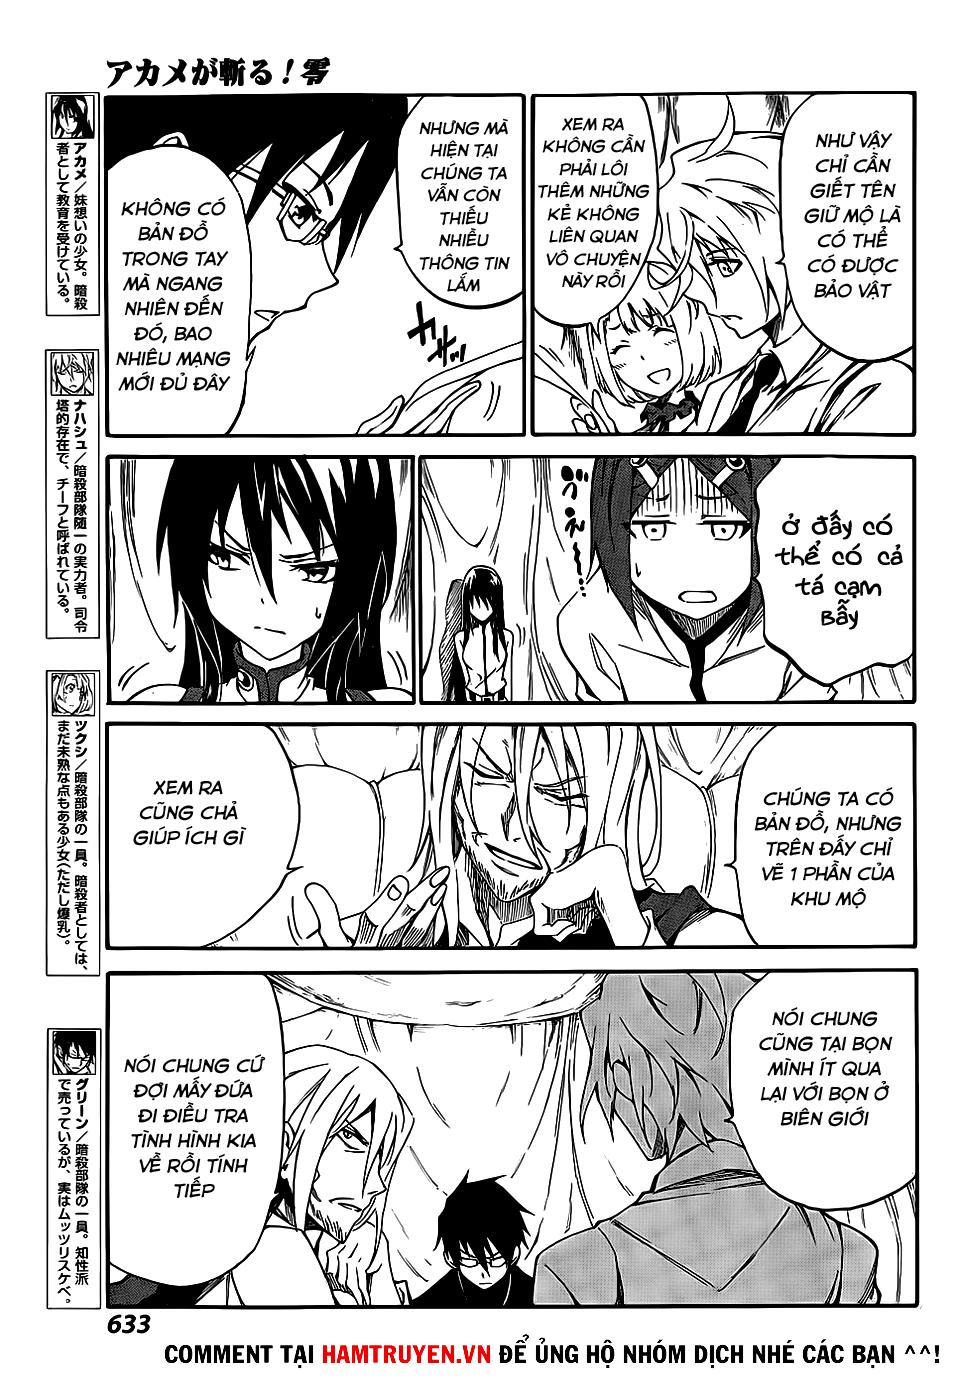 アカメが斬る！零
NHƯ VẬY
CHỈ CẦN
GIẾT TÊN
GIỮ MỘ LÀ
CÓ THỂ
CÓ ĐƯỢC
BẢO VẬT
XEM RA
KHÔNG CẦN
PHẢI LÔI
THÊM NHỮNG
KẺ KHÔNG
LIÊN QUAN
VÔ CHUYỆN
NÀY RỒI
NHƯNG MÀ
HIỆN TẠI
CHÚNG TA
VẪN CÒN
THIẾU
NHIỀU
THÔNG TIN
LẮM
KHÔNG CÓ
BẢN ĐỒ
TRONG TAY
MÀ NGANG
NHIÊN ĐẾN
ĐÓ, BAO
NHIÊU MẠNG
MỚI ĐỦ ĐÂY
Ở ĐẤY CÓ
THỂ CÓ CẢ
TÁ CẠM
BẪY
CHÚNG TA CÓ
BẢN ĐỒ, NHƯNG
TRÊN ĐẤY CHỈ
VẼ 1 PHẦN CỦA
KHU MỘ
XEM RA
CŨNG CHẢ
GIÚP ÍCH GÌ
NÓI CHUNG
CŨNG TẠI BỌN
MÌNH ÍT QUA
LẠI VỚI BỌN Ở
BIÊN GIỚI
NÓI CHUNG CỨ
ĐỢI MẤY ĐỨA
ĐI ĐIỀU TRA
TÌNH HÌNH KIA
VỀ RỒI TÍNH
TIẾP
アカメ／妹想いの少女。暗殺
者として教育を受けている。
ナハシュ／暗殺部隊随一の実力者。司令
塔的存在で、チーフと呼ばれている。
ツクシ／暗殺部隊の一員。暗殺者としては、
まだ未熟な点もある少女（ただし爆乳）。
グリーン／暗殺部隊の一員。知性派
で売っているが、実はムッツリスケベ。
633
COMMENT TẠI HAMTRUYEN.VN ĐỂ ỦNG HỘ NHÓM DỊCH NHÉ CÁC BẠN ^^!